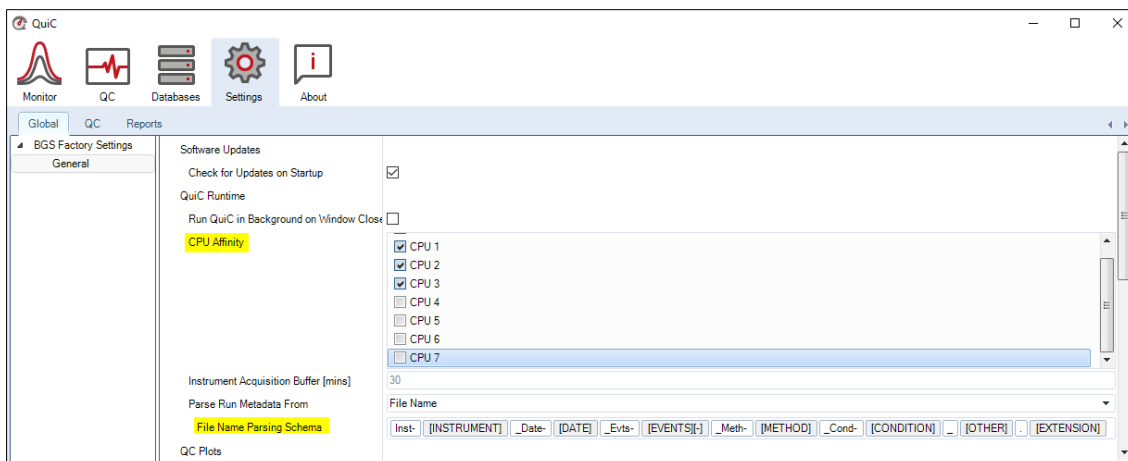 QuiC
Monitor QC Databases Settings About
Global QC Reports
BGS Factory Settings
General
Software Updates
Check for Updates on Startup
QuiC Runtime
Run QuiC in Background on Window Close
CPU Affinity
CPU 1
CPU 2
CPU 3
CPU 4
CPU 5
CPU 6
CPU 7
Instrument Acquisition Buffer [mins] 30
Parse Run Metadata From File Name
File Name Parsing Schema Inst- [INSTRUMENT] _Date- [DATE] _Evts- [EVENTS][-] _Meth- [METHOD] _Cond- [CONDITION] _ [OTHER] . [EXTENSION]
QC Plots